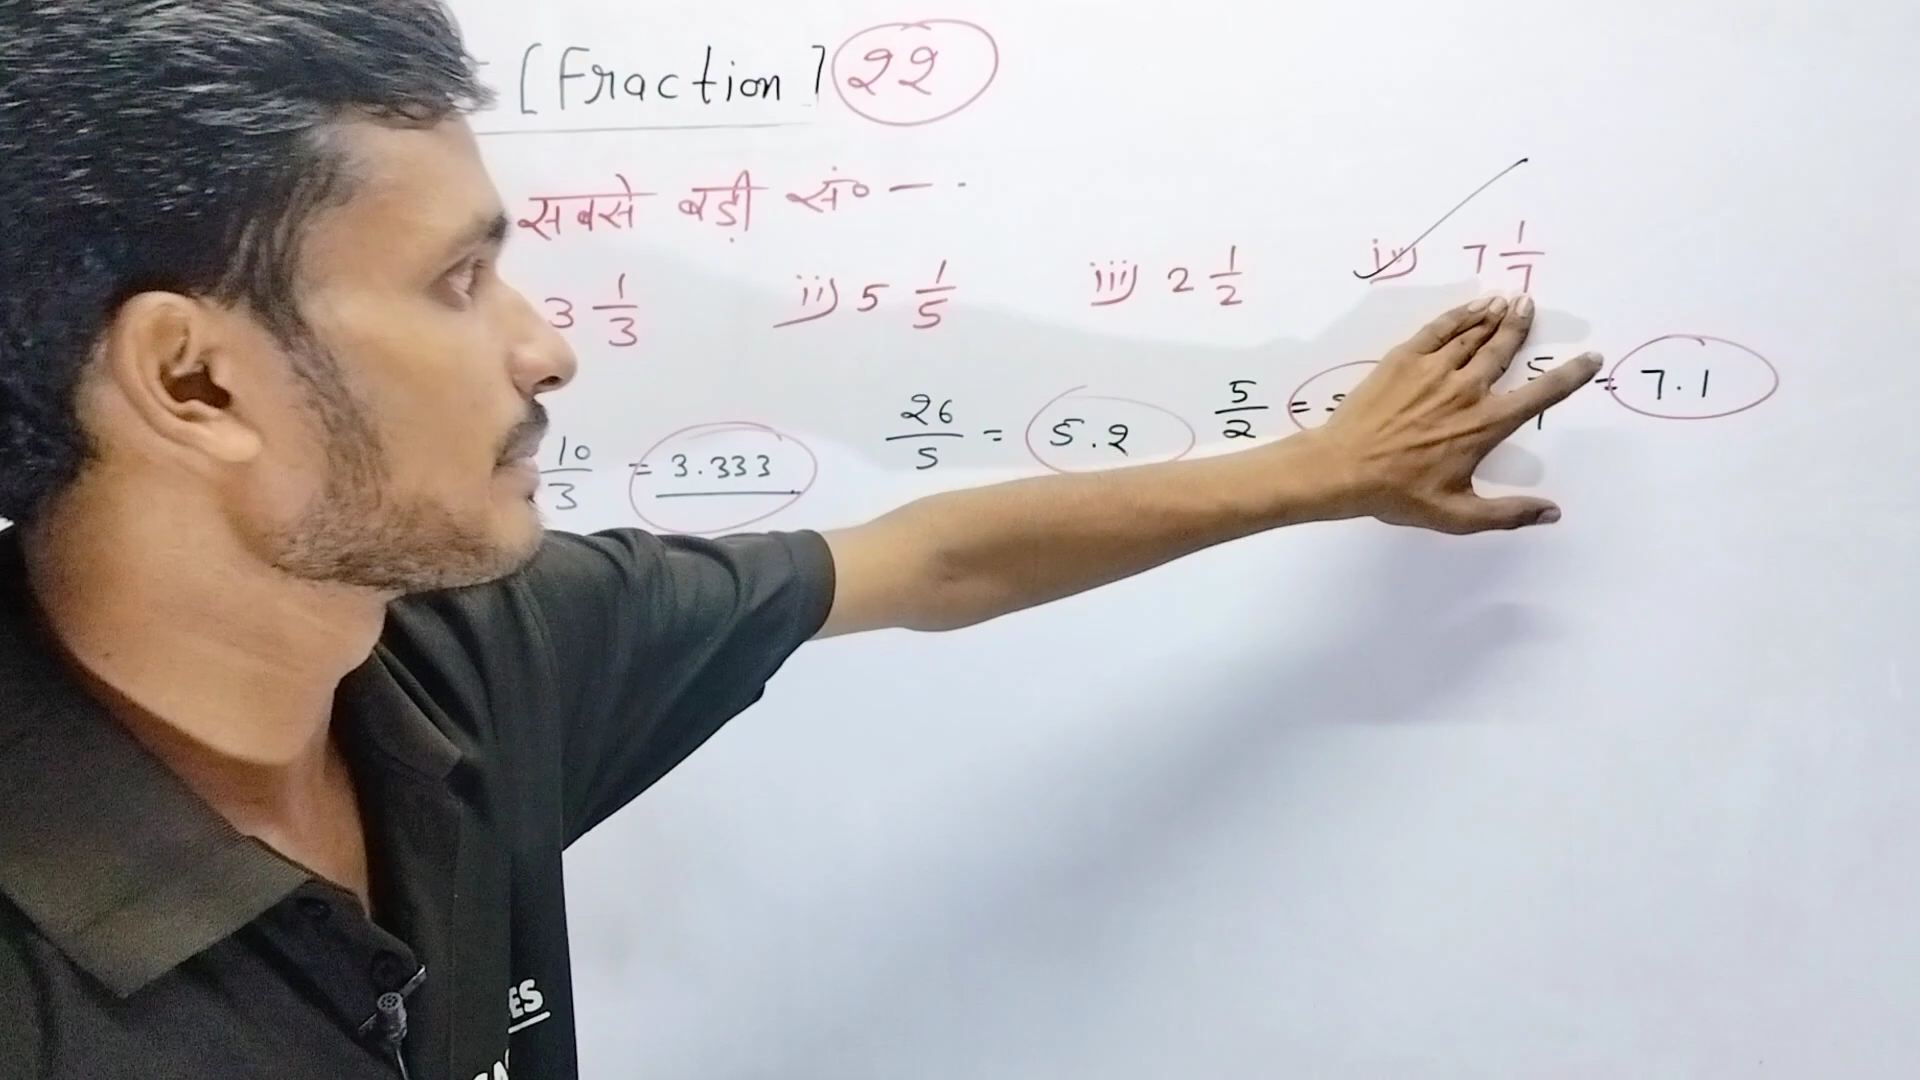 [Fraction] 22
सबसे बड़ी सं० — .
3 1/3 ii) 5 1/5 iii) 2 1/2 iv) 7 1/7
10/3 = 3.333 26/5 = 5.2 5/2 = = 7.1
ES